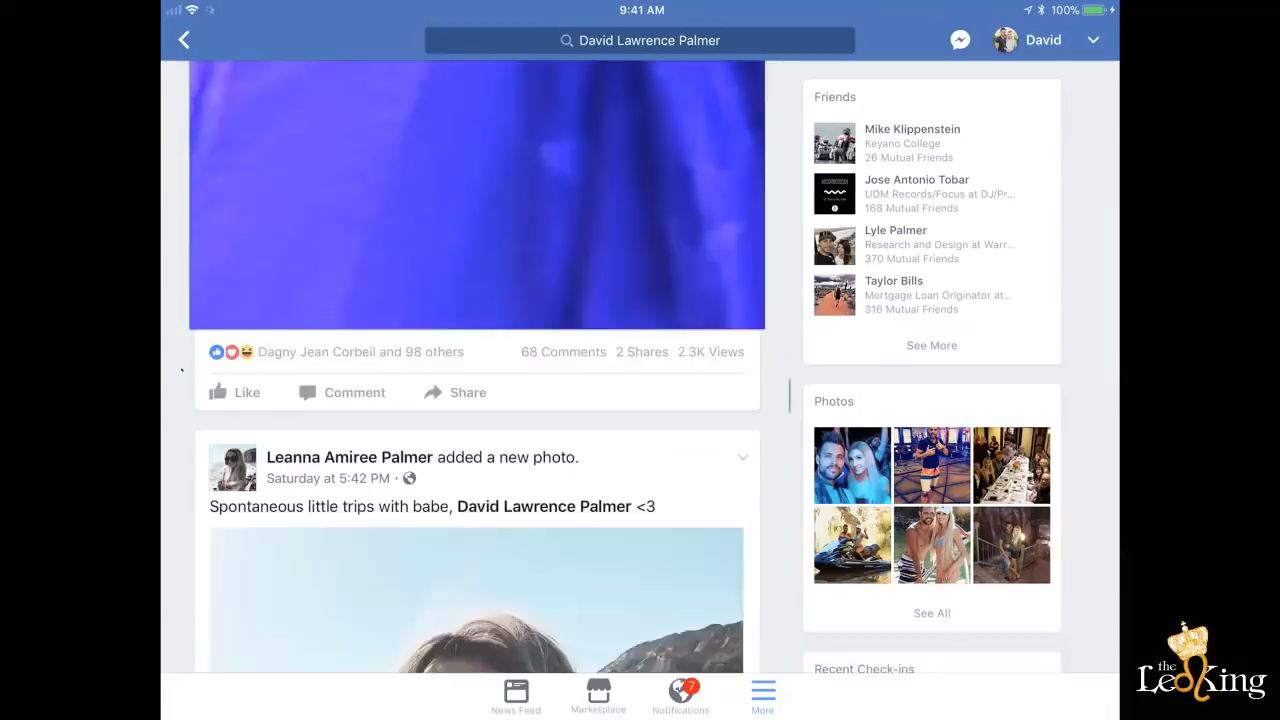 9:41 AM
100%
David Lawrence Palmer
David
Friends
Mike Klippenstein
Keyano College
26 Mutual Friends
Jose Antonio Tobar
UDM Records/Focus at DJ/Pr...
168 Mutual Friends
Lyle Palmer
Research and Design at Warr...
370 Mutual Friends
Taylor Bills
Mortgage Loan Originator at...
316 Mutual Friends
See More
Dagny Jean Corbeil and 98 others
68 Comments 2 Shares 2.3K Views
Like Comment Share
Photos
See All
Leanna Amiree Palmer added a new photo.
Saturday at 5:42 PM ·
Spontaneous little trips with babe, David Lawrence Palmer <3
Recent Check-ins
7
News Feed Marketplace Notifications More
the
Leo King